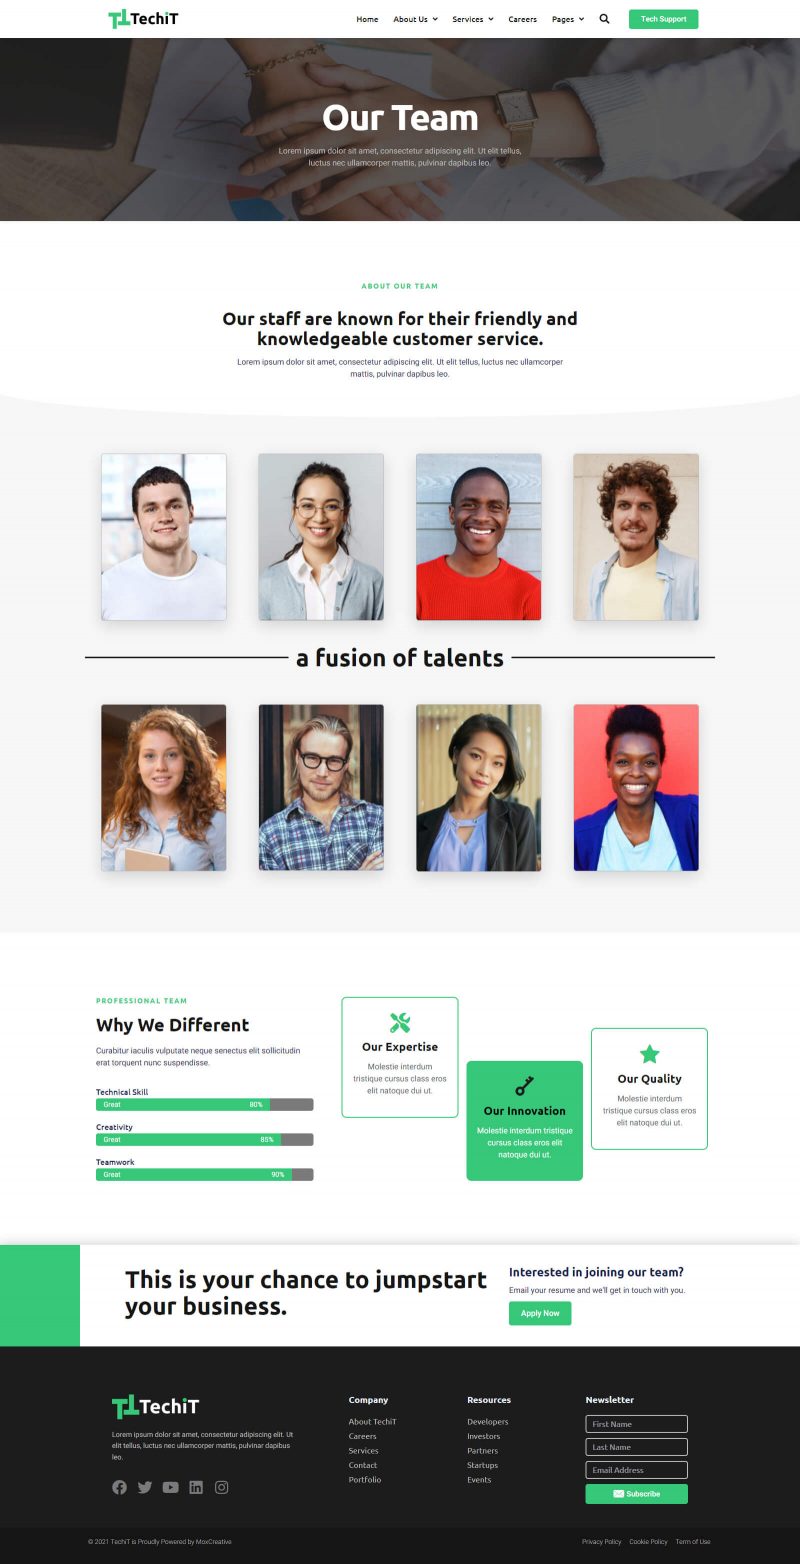 TechiT
Home About Us Services Careers Pages Tech Support
Our Team
Lorem ipsum dolor sit amet, consectetur adipiscing elit. Ut elit tellus,
luctus nec ullamcorper mattis, pulvinar dapibus leo.
ABOUT OUR TEAM
Our staff are known for their friendly and
knowledgeable customer service.
Lorem ipsum dolor sit amet, consectetur adipiscing elit. Ut elit tellus, luctus nec ullamcorper
mattis, pulvinar dapibus leo.
a fusion of talents
PROFESSIONAL TEAM
Why We Different
Curabitur iaculis vulputate neque senectus elit sollicitudin
erat torquent nunc suspendisse.
Technical Skill
Great 80%
Creativity
Great 85%
Teamwork
Great 90%
Our Expertise
Molestie interdum
tristique cursus class eros
elit natoque dui ut.
Our Innovation
Molestie interdum tristique
cursus class eros elit
natoque dui ut.
Our Quality
Molestie interdum
tristique cursus class eros
elit natoque dui ut.
This is your chance to jumpstart
your business.
Interested in joining our team?
Email your resume and we'll get in touch with you.
Apply Now
TechiT
Lorem ipsum dolor sit amet, consectetur adipiscing elit. Ut
elit tellus, luctus nec ullamcorper mattis, pulvinar dapibus
leo.
Company
About TechiT
Careers
Services
Contact
Portfolio
Resources
Developers
Investors
Partners
Startups
Events
Newsletter
First Name
Last Name
Email Address
Subscribe
© 2021 TechiT is Proudly Powered by MoxCreative
Privacy Policy Cookie Policy Term of Use